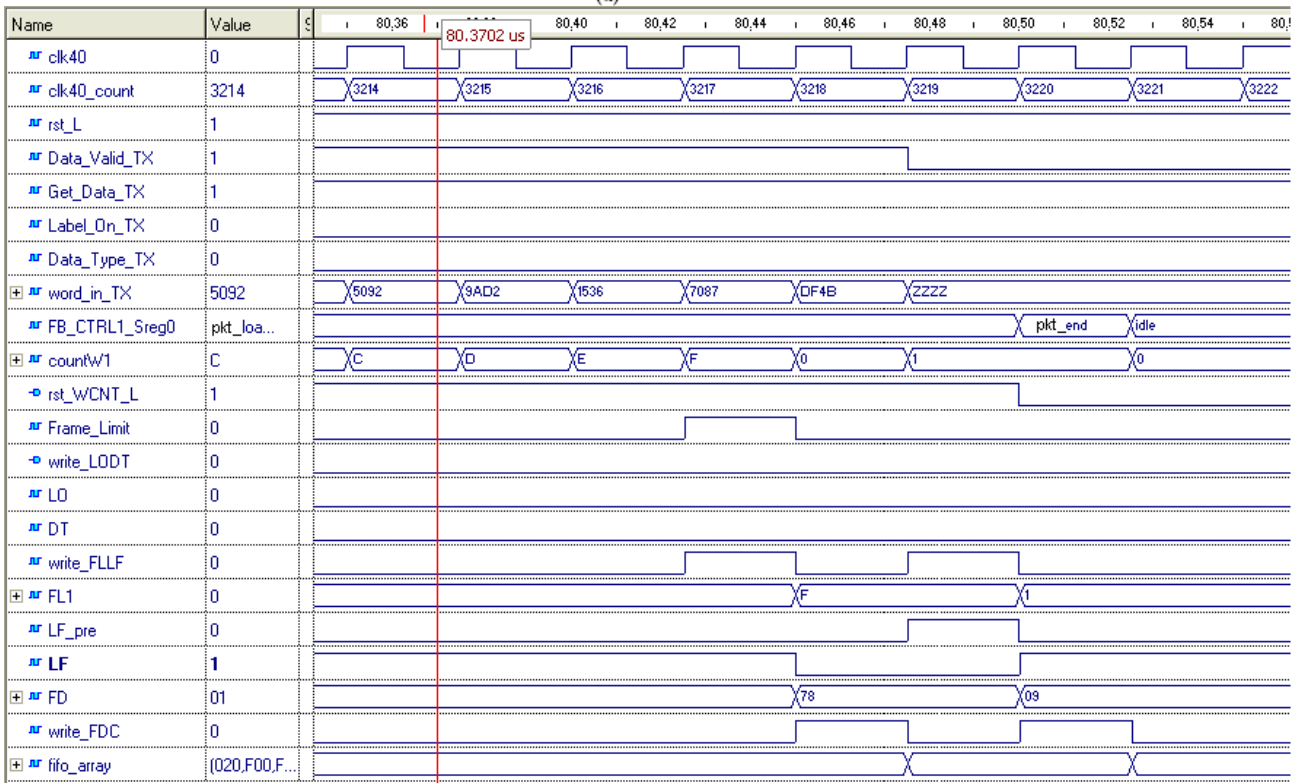 (a)
Name Value S 80,36 80,40 80,42 80,44 80,46 80,48 80,50 80,52 80,54
80.3702 us
clk40 0
clk40_count 3214 3214 3215 3216 3217 3218 3219 3220 3221 3222
rst_L 1
Data_Valid_TX 1
Get_Data_TX 1
Label_On_TX 0
Data_Type_TX 0
word_in_TX 5092 5092 9AD2 1536 7087 DF4B ZZZZ
FB_CTRL1_Sreg0 pkt_loa... pkt_end idle
countW1 C C D E F 0 1 0
rst_WCNT_L 1
Frame_Limit 0
write_LODT 0
LO 0
DT 0
write_FLLF 0
FL1 0 F 1
LF_pre 0
LF 1
FD 01 78 09
write_FDC 0
fifo_array (020,F00,F...